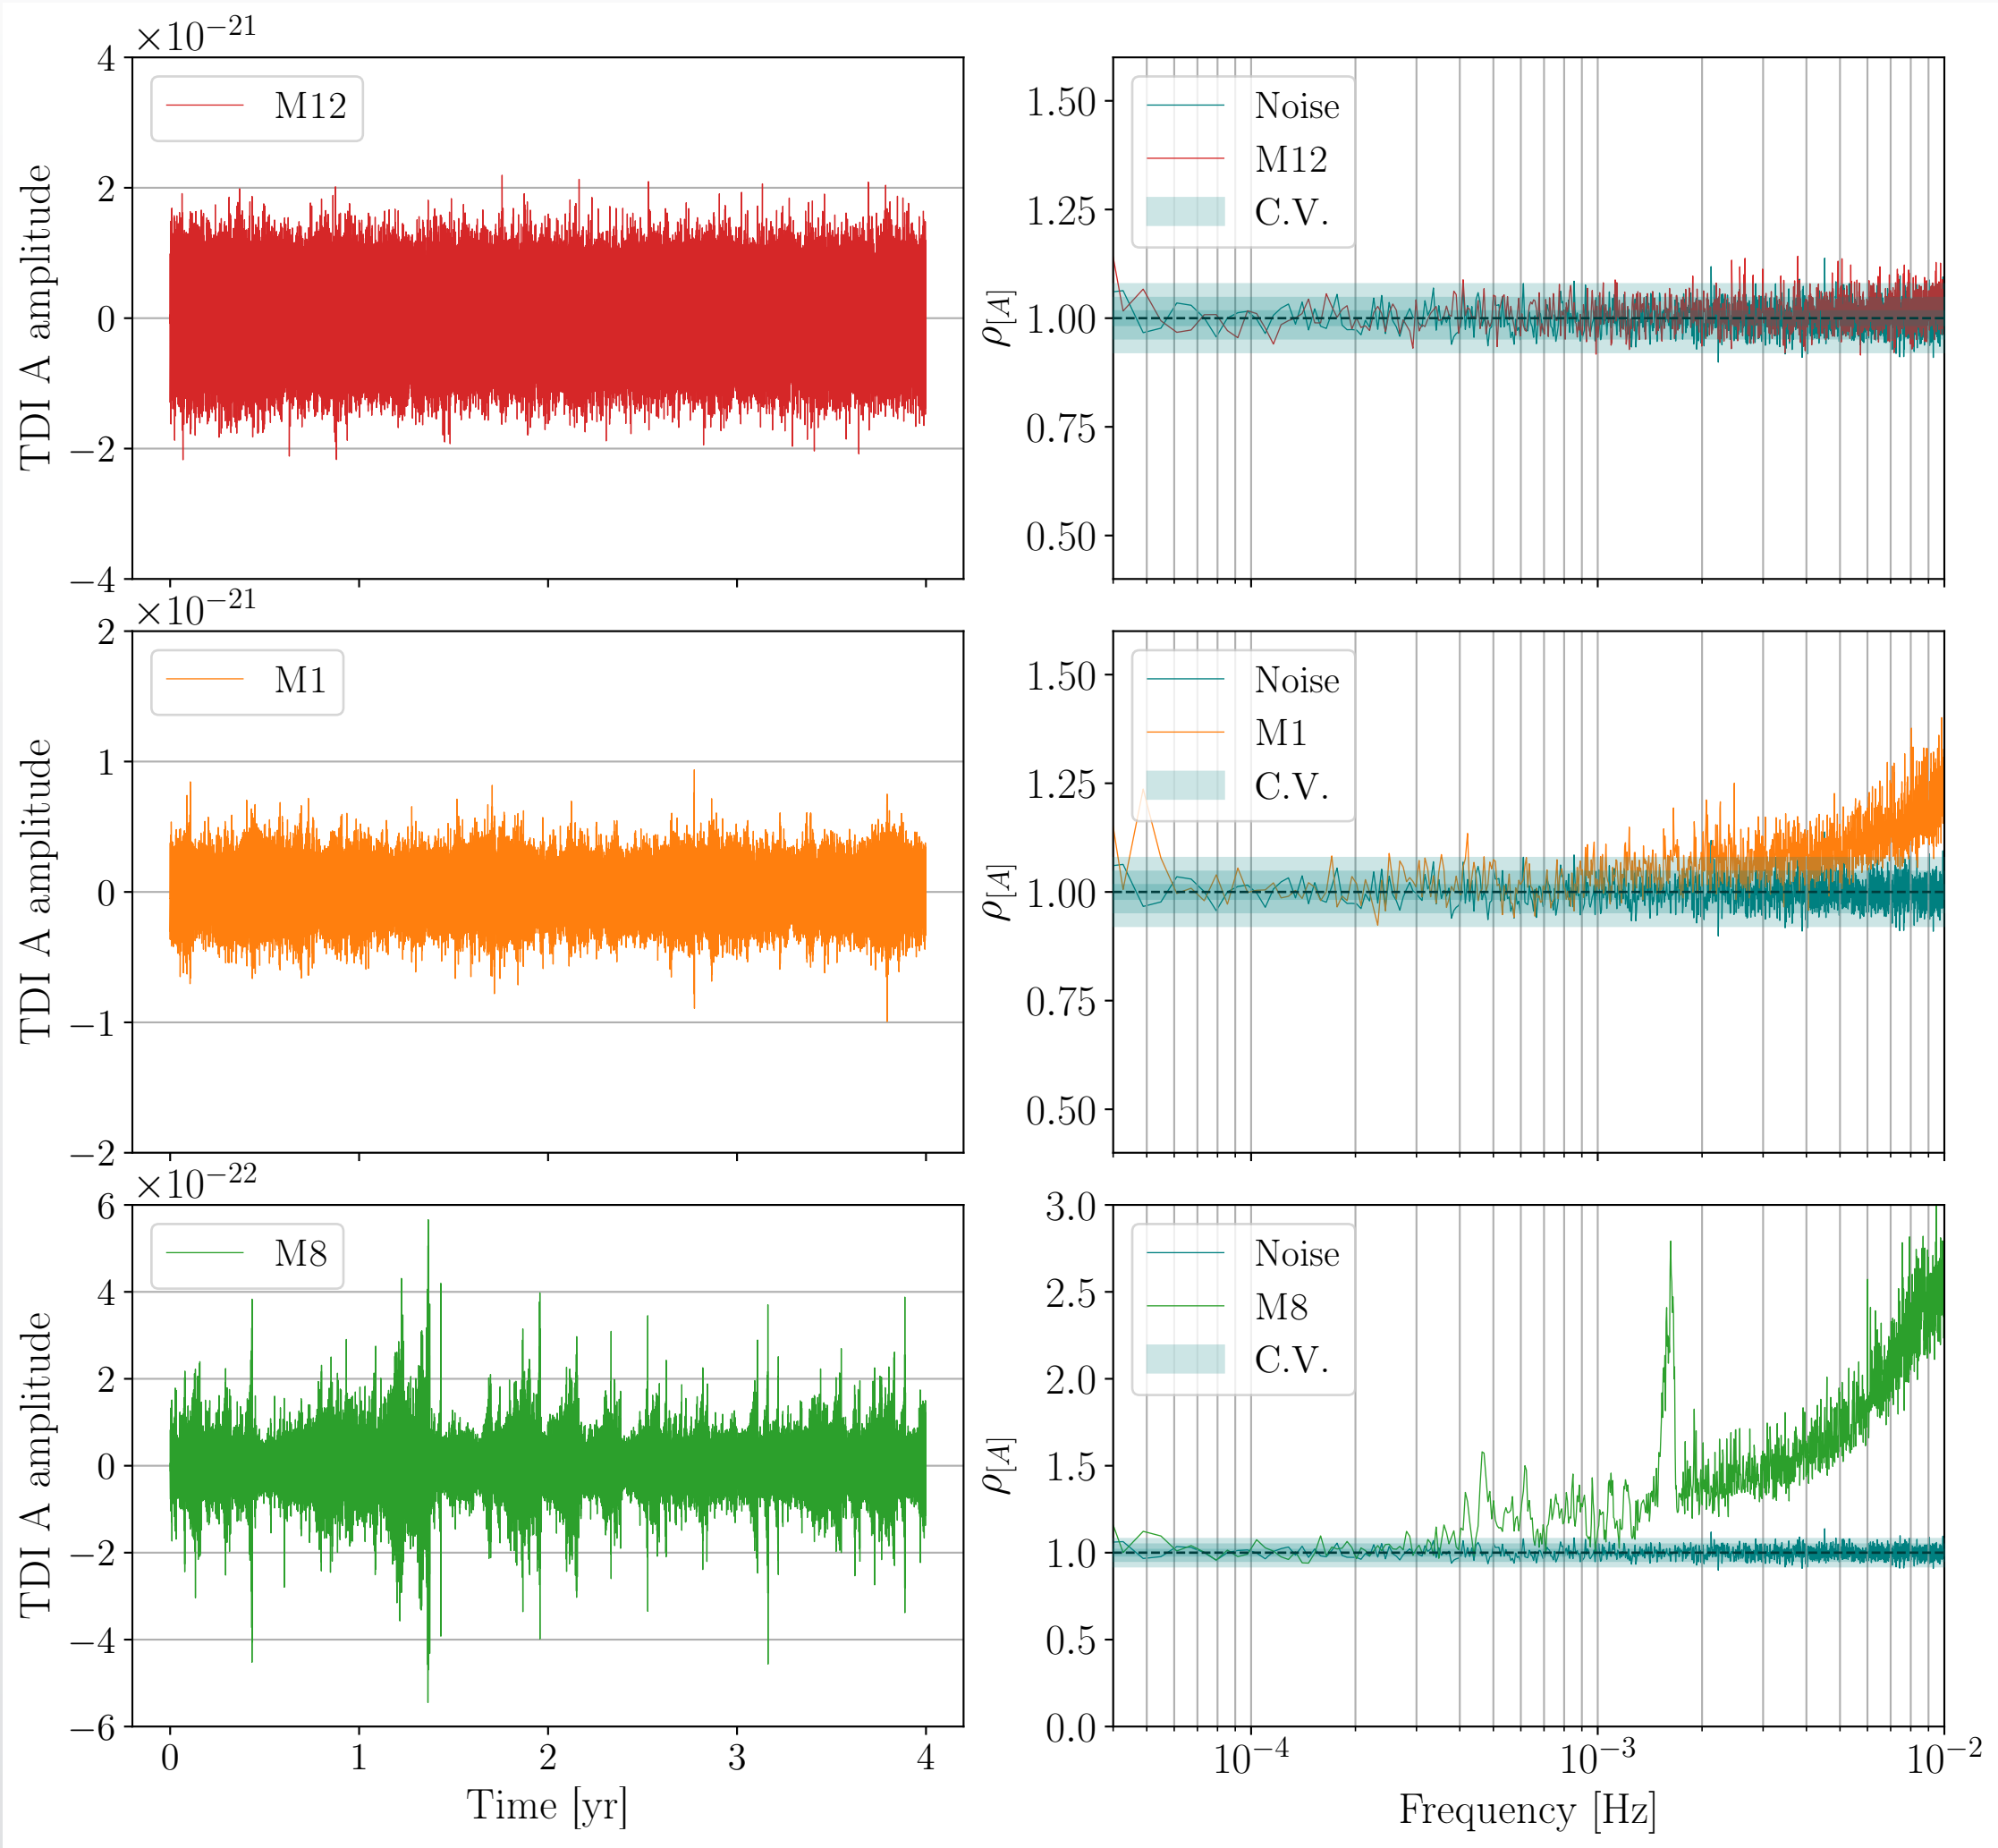 ×10⁻²¹
4
2
0
−2
−4
TDI A amplitude
M12
1.50
1.25
1.00
0.75
0.50
ρ[A]
Noise
M12
C.V.
×10⁻²¹
2
1
0
−1
−2
TDI A amplitude
M1
1.50
1.25
1.00
0.75
0.50
ρ[A]
Noise
M1
C.V.
×10⁻²²
6
4
2
0
−2
−4
−6
TDI A amplitude
M8
0 1 2 3 4
Time [yr]
3.0
2.5
2.0
1.5
1.0
0.5
0.0
ρ[A]
Noise
M8
C.V.
10⁻⁴ 10⁻³ 10⁻²
Frequency [Hz]